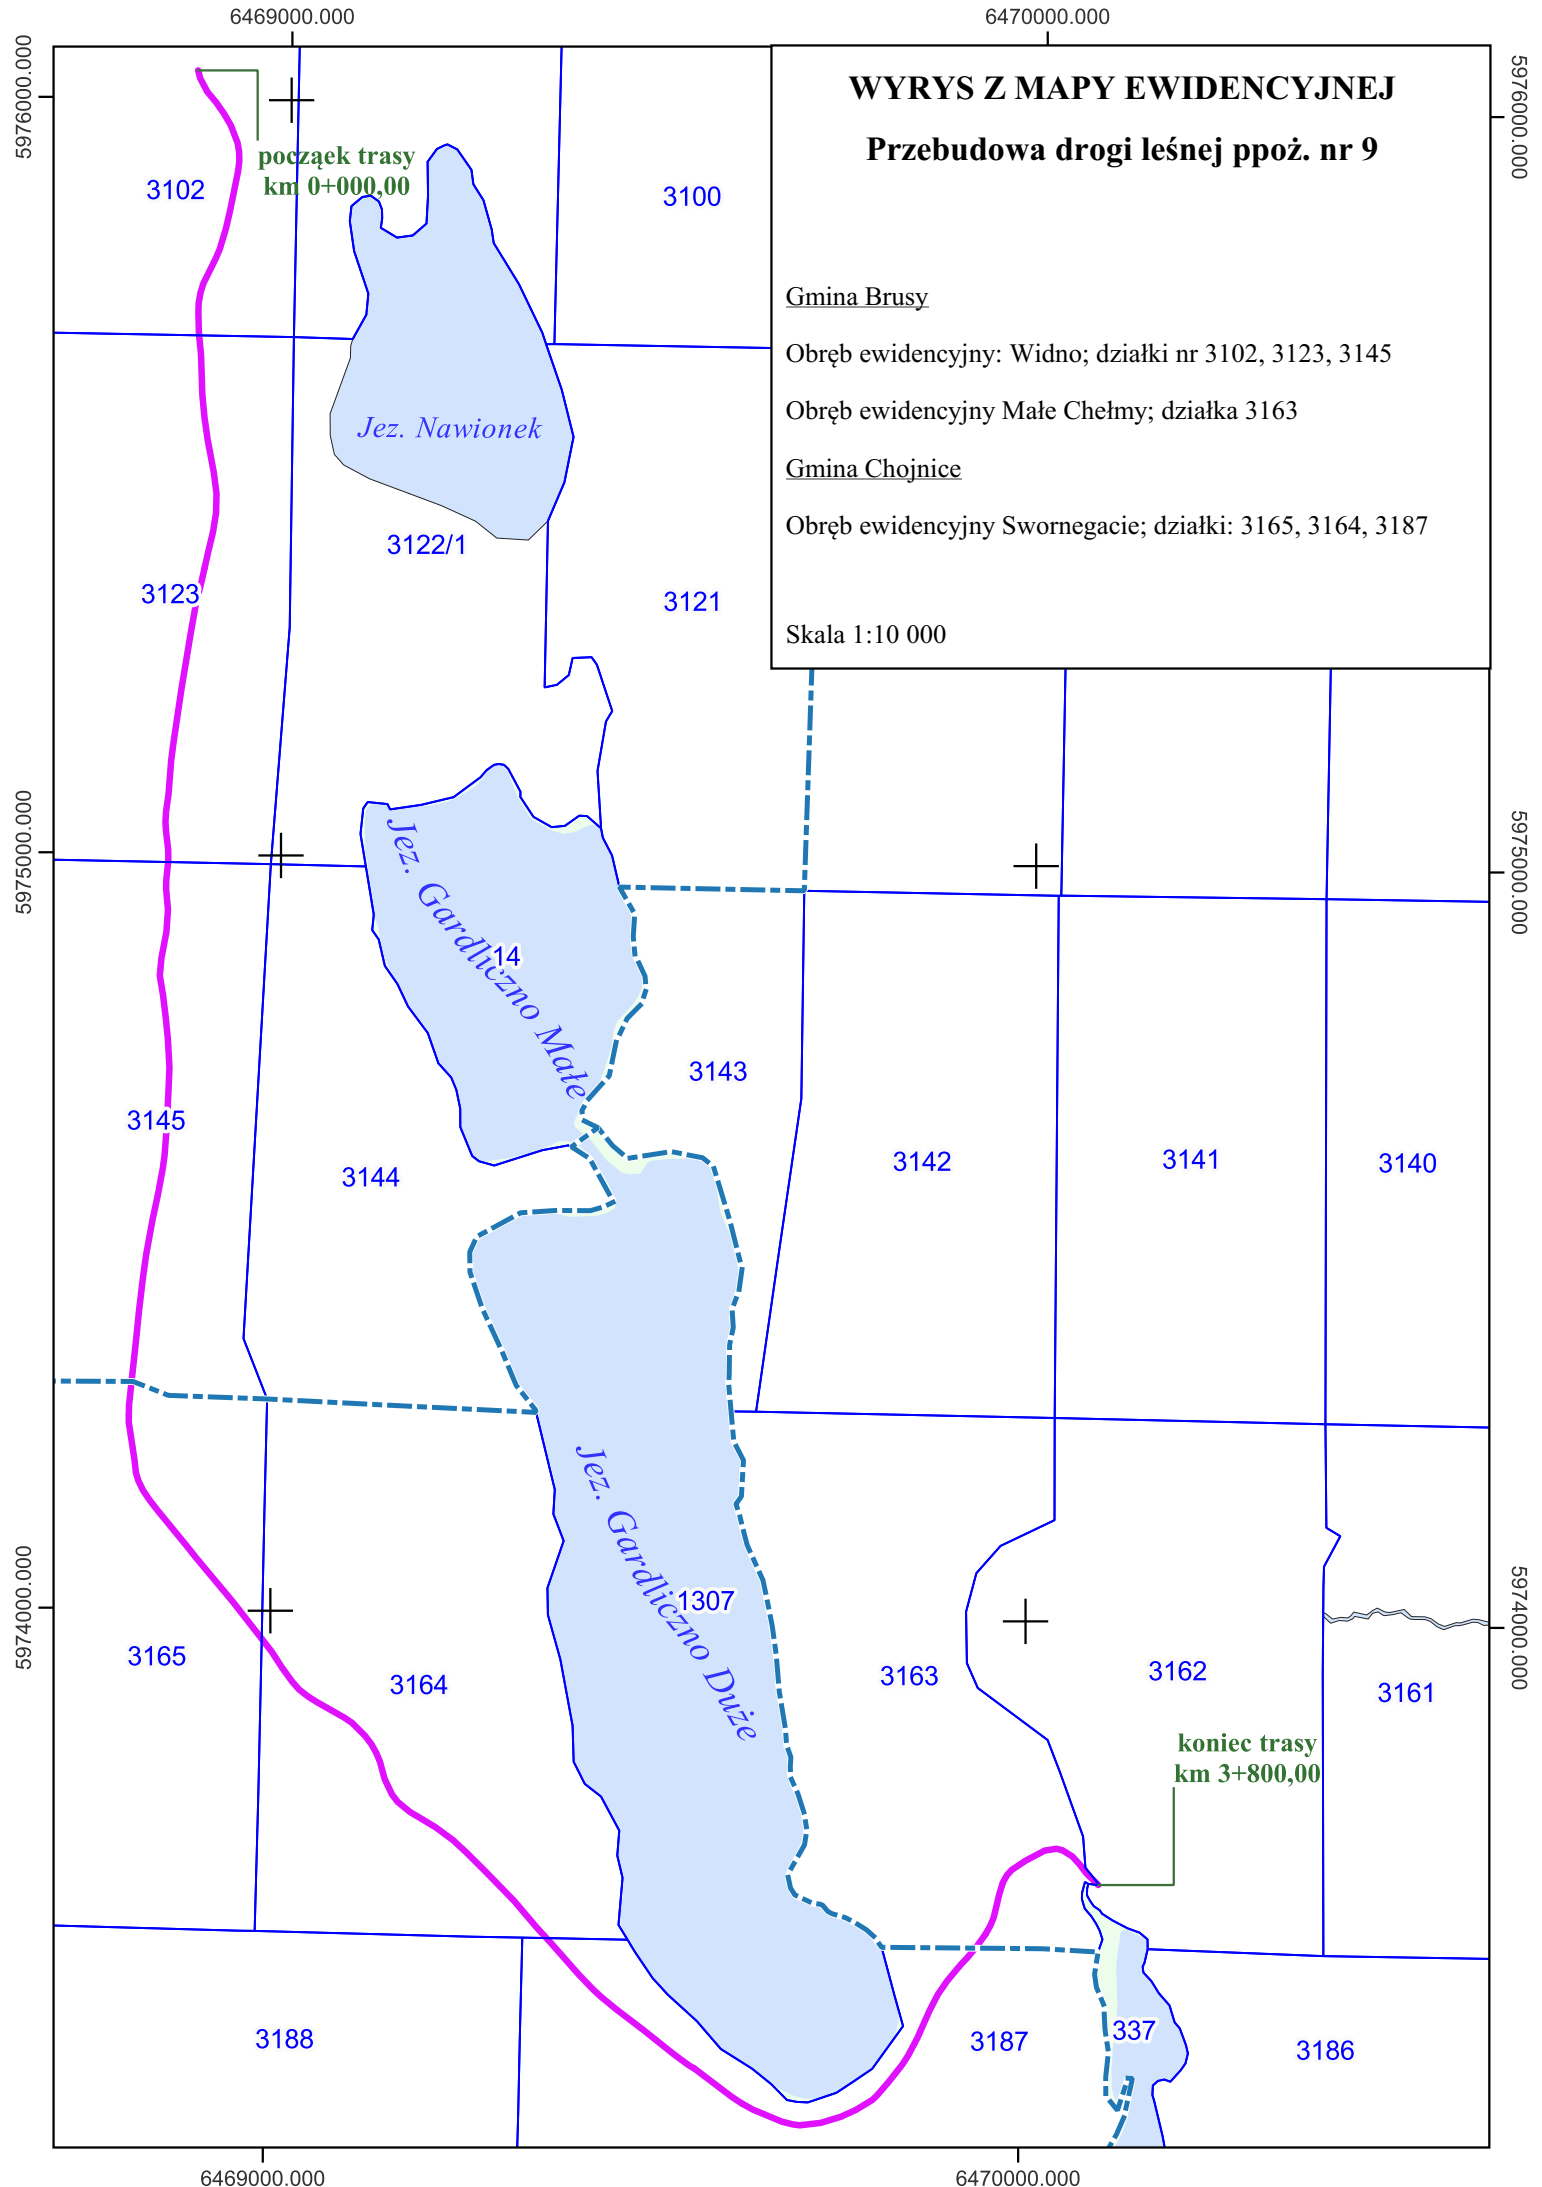 6469000.000
6470000.000
5976000.000
5976000.000
WYRYS Z MAPY EWIDENCYJNEJ
Przebudowa drogi leśnej ppoż. nr 9
począek trasy
km 0+000,00
3102
3100
Gmina Brusy
Obręb ewidencyjny: Widno; działki nr 3102, 3123, 3145
Obręb ewidencyjny Małe Chełmy; działka 3163
Gmina Chojnice
Obręb ewidencyjny Swornegacie; działki: 3165, 3164, 3187
Skala 1:10 000
Jez. Nawionek
3122/1
3123
3121
5975000.000
5975000.000
Jez. Gardliczno Małe
14
3143
3145
3144
3142
3141
3140
Jez. Gardliczno Duże
1307
5974000.000
5974000.000
3165
3164
3163
3162
3161
koniec trasy
km 3+800,00
3188
3187
337
3186
6469000.000
6470000.000